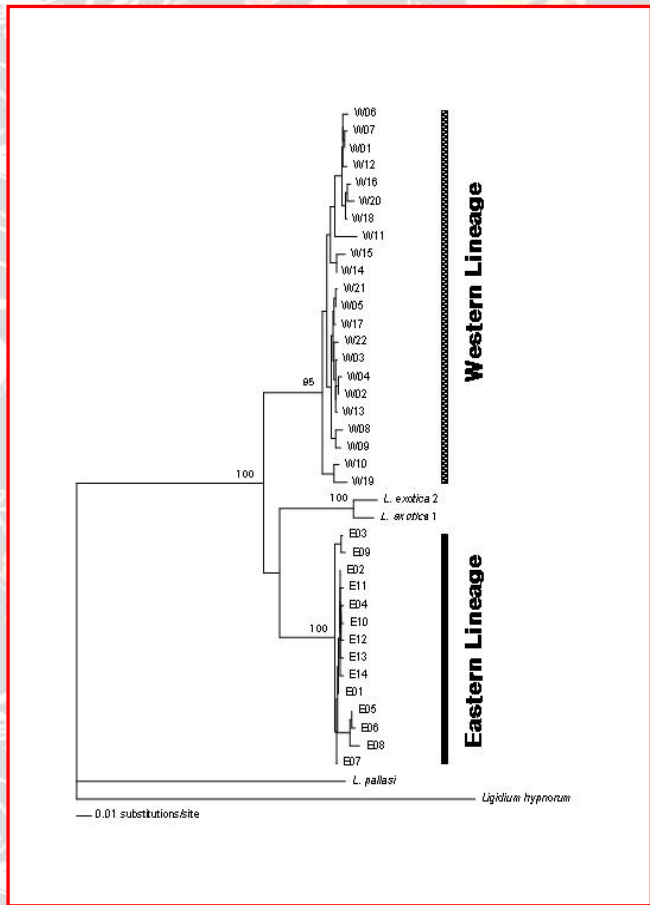 W06
W07
W01
W12
W16
W20
W18
W11
W15
W14
W21
W05
W17
W22
W03
W04
W02
W13
W08
W09
W10
W19
95
100
Western Lineage
100
L. exotica 2
L. exotica 1
E03
E09
E02
E11
E04
E10
E12
E13
E14
E01
E05
E06
E08
E07
100
Eastern Lineage
L. pallasi
Ligidium hypnorum
0.01 substitutions/site